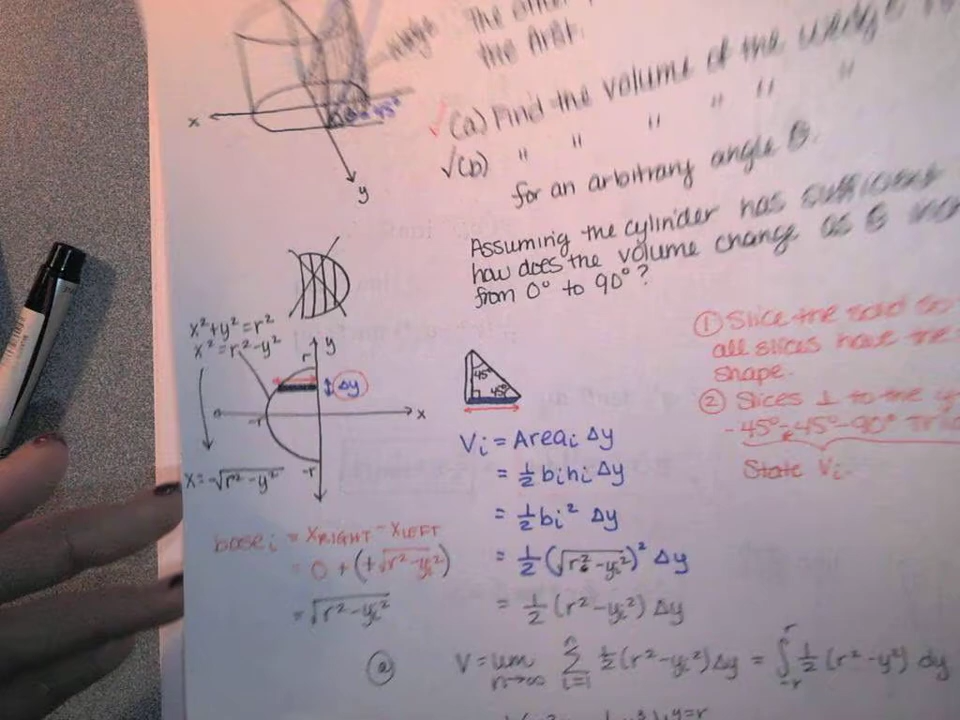 the first.
(a) Find the volume of the wedge
√(b) " " " " " "
for an arbitrary angle θ.
x
θ = 45°
y
Assuming the cylinder has sufficient
how does the volume change as θ
from 0° to 90°?
x²+y²=r²
x²=r²-y²
y
r
Δy
x
-r
-r
x=-√r²-y²
45°
45°
① Slice the solid so
all slices have the
shape.
② Slices ⊥ to the y
-45°-45°-90°
State Vi.
Vi = Areai Δy
= ½ bihi Δy
= ½ bi² Δy
= ½ (√r²-yi²)² Δy
= ½ (r²-yi²) Δy
basei = XRIGHT - XLEFT
= 0 + (+√r²-yi²)
= √r²-yi²
ⓐ V = lim n→∞ Σ i=1 n ½(r²-yi²)Δy = ∫ -r r ½ (r²-y²) dy